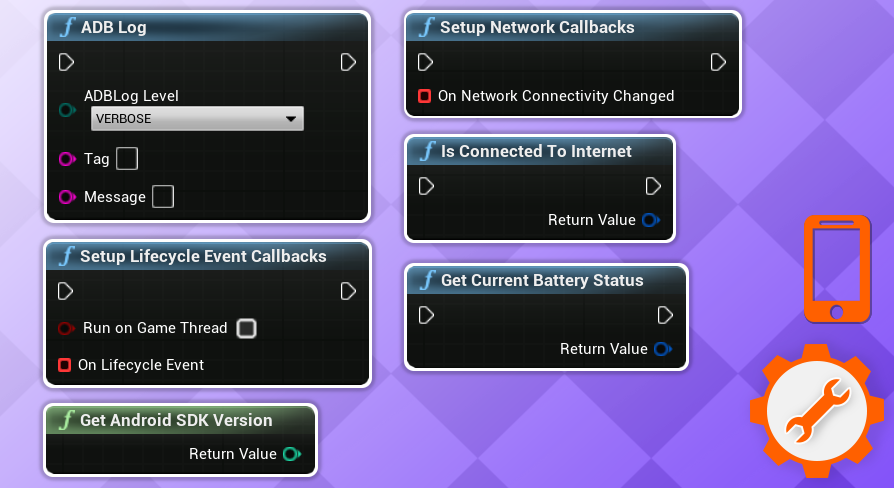 ADB Log
ADBLog Level
VERBOSE
Tag
Message
Setup Lifecycle Event Callbacks
Run on Game Thread
On Lifecycle Event
Get Android SDK Version
Return Value
Setup Network Callbacks
On Network Connectivity Changed
Is Connected To Internet
Return Value
Get Current Battery Status
Return Value